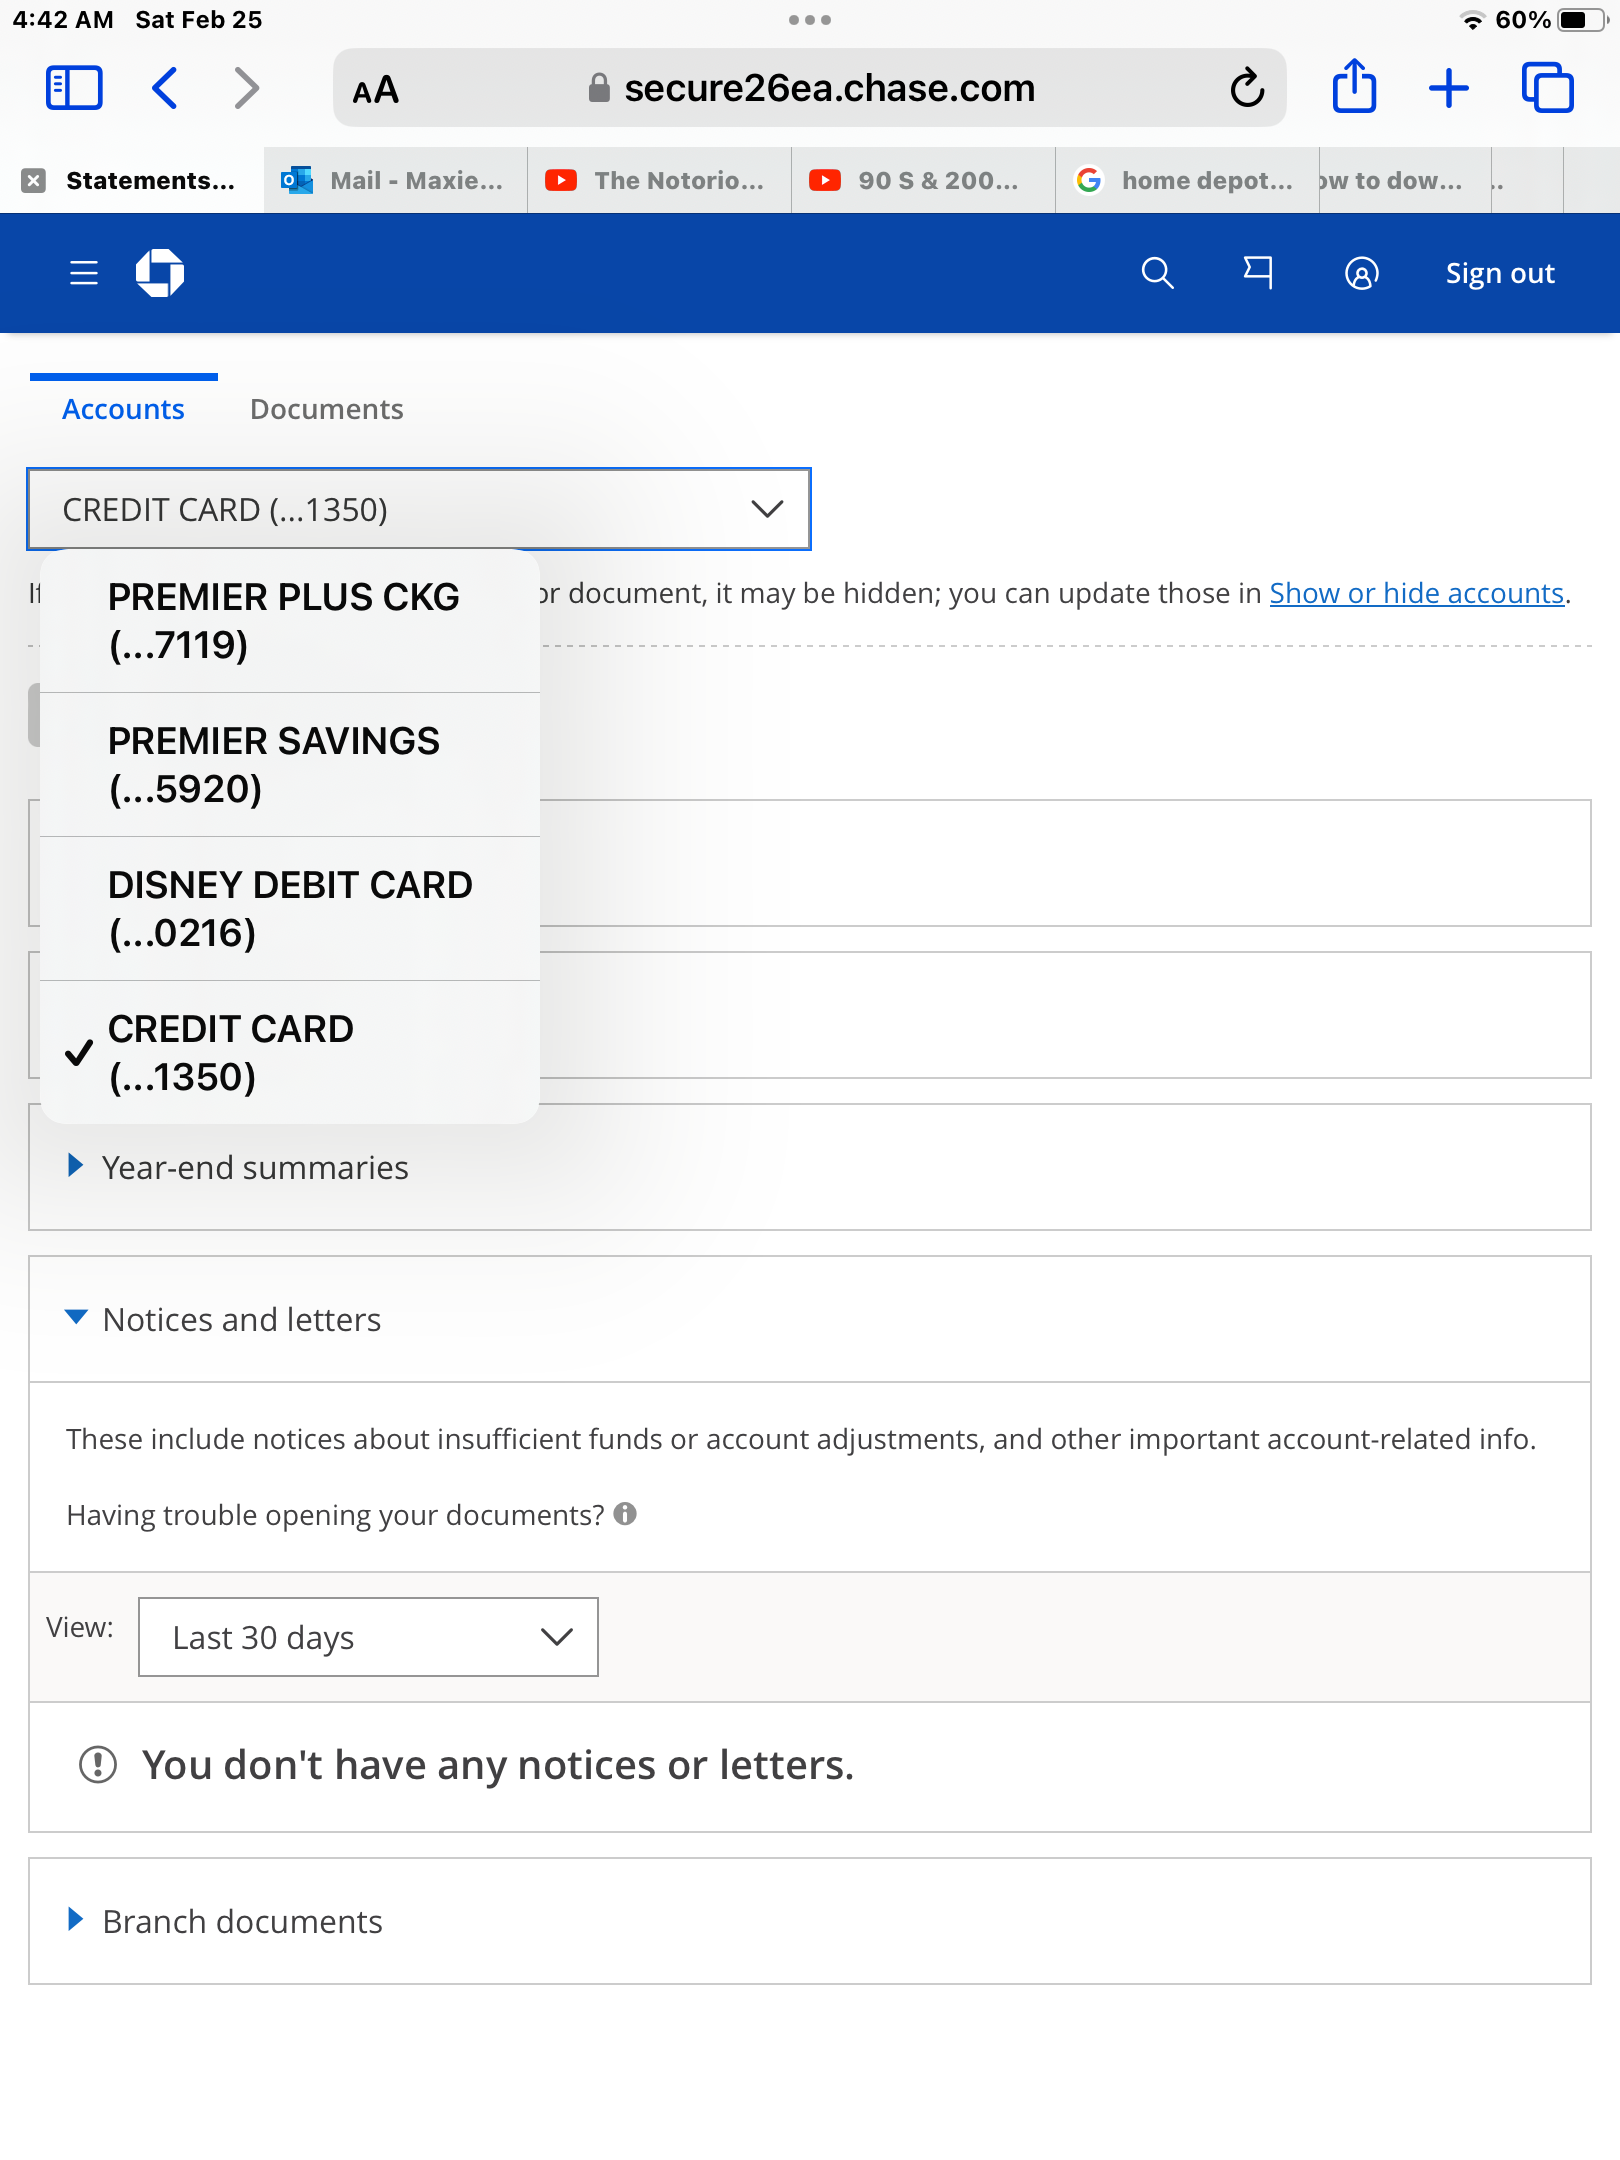 4:42 AM Sat Feb 25
60%
AA secure26ea.chase.com
Statements... Mail - Maxie... The Notorio... 90 S & 200... home depot... ow to dow... ..
Sign out
Accounts Documents
CREDIT CARD (...1350)
If or document, it may be hidden; you can update those in Show or hide accounts.
PREMIER PLUS CKG
(...7119)
PREMIER SAVINGS
(...5920)
DISNEY DEBIT CARD
(...0216)
CREDIT CARD
(...1350)
Year-end summaries
Notices and letters
These include notices about insufficient funds or account adjustments, and other important account-related info.
Having trouble opening your documents?
View: Last 30 days
You don't have any notices or letters.
Branch documents